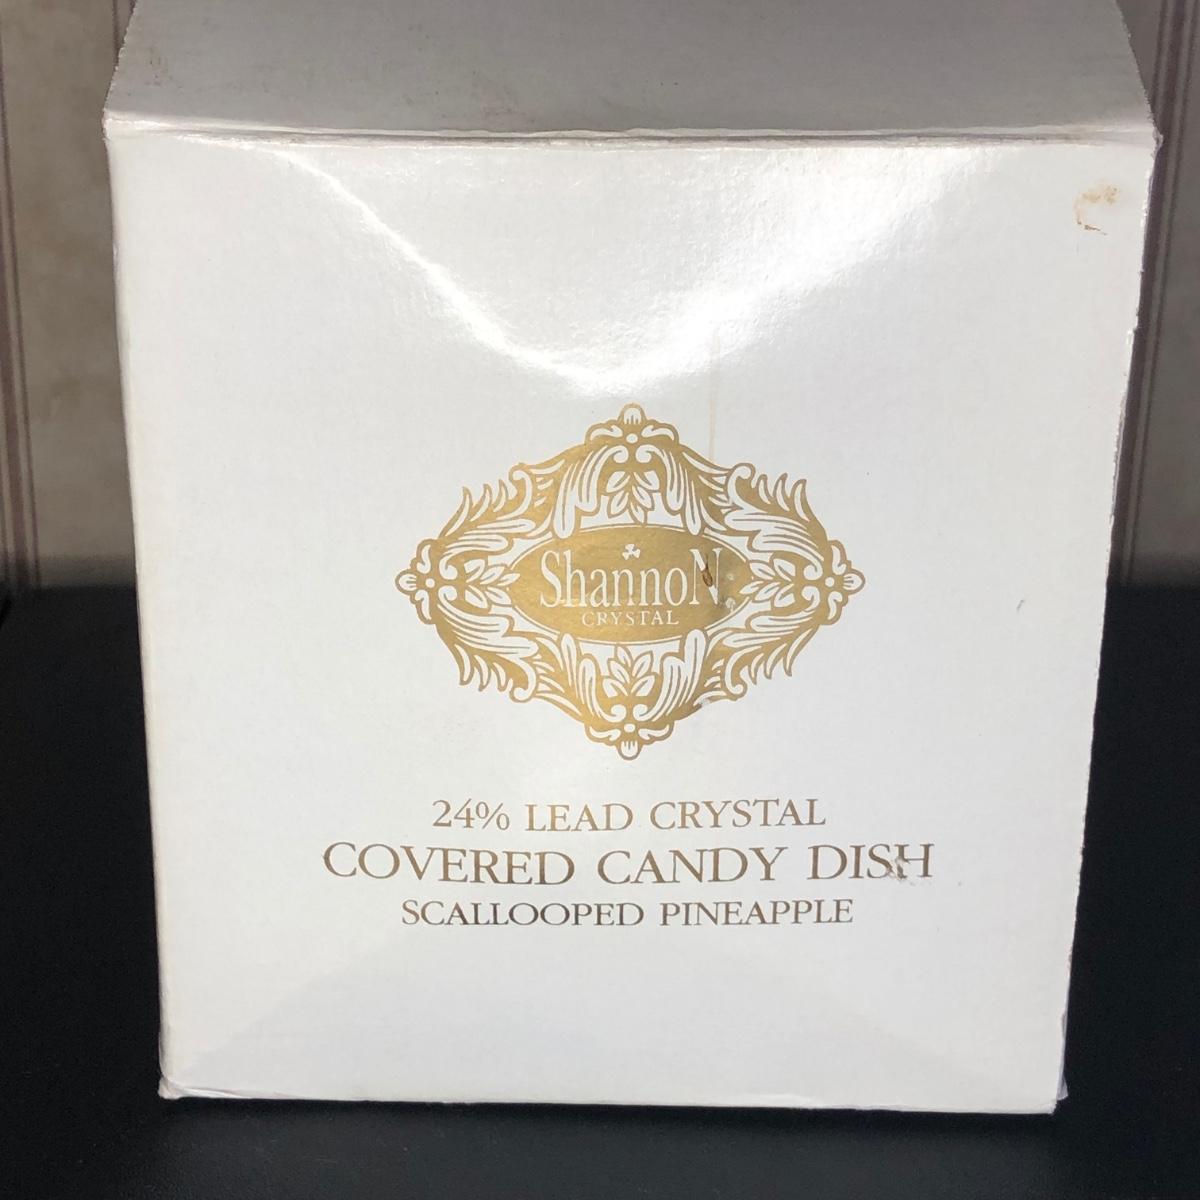 ShannoN
CRYSTAL
24% LEAD CRYSTAL
COVERED CANDY DISH
SCALLOOPED PINEAPPLE